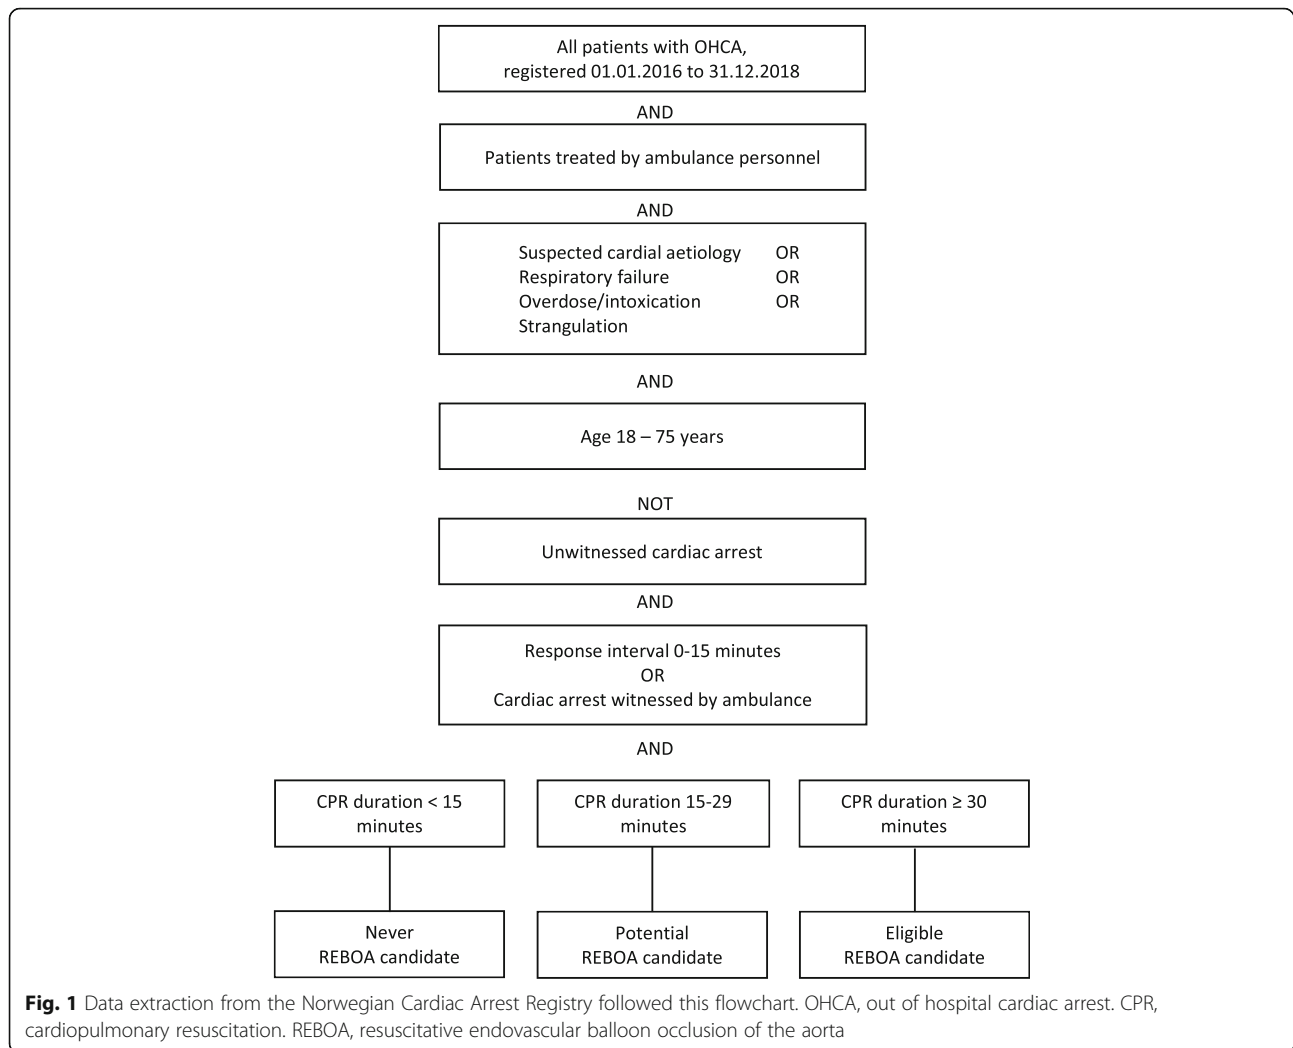 All patients with OHCA,
registered 01.01.2016 to 31.12.2018
AND
Patients treated by ambulance personnel
AND
Suspected cardial aetiology OR
Respiratory failure OR
Overdose/intoxication OR
Strangulation
AND
Age 18 – 75 years
NOT
Unwitnessed cardiac arrest
AND
Response interval 0-15 minutes
OR
Cardiac arrest witnessed by ambulance
AND
CPR duration < 15
minutes
CPR duration 15-29
minutes
CPR duration ≥ 30
minutes
Never
REBOA candidate
Potential
REBOA candidate
Eligible
REBOA candidate
Fig. 1 Data extraction from the Norwegian Cardiac Arrest Registry followed this flowchart. OHCA, out of hospital cardiac arrest. CPR,
cardiopulmonary resuscitation. REBOA, resuscitative endovascular balloon occlusion of the aorta